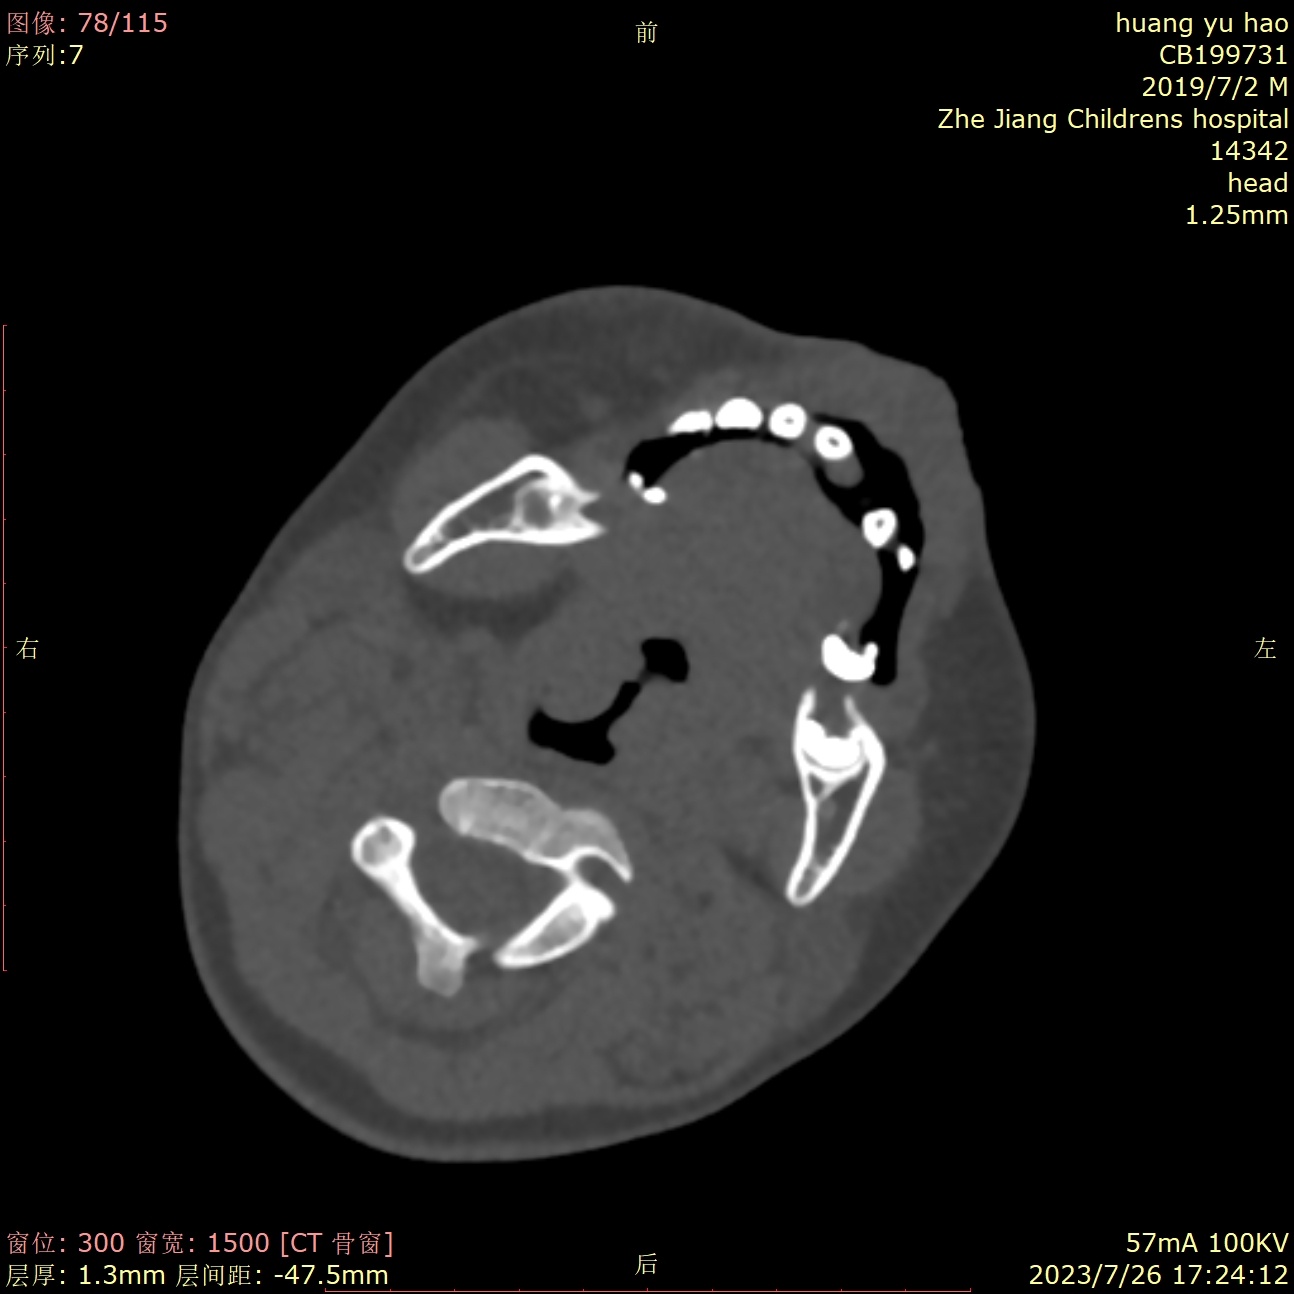 图像: 78/115
序列:7
前
huang yu hao
CB199731
2019/7/2 M
Zhe Jiang Childrens hospital
14342
head
1.25mm
右
左
窗位: 300 窗宽: 1500 [CT 骨窗]
层厚: 1.3mm 层间距: -47.5mm
后
57mA 100KV
2023/7/26 17:24:12